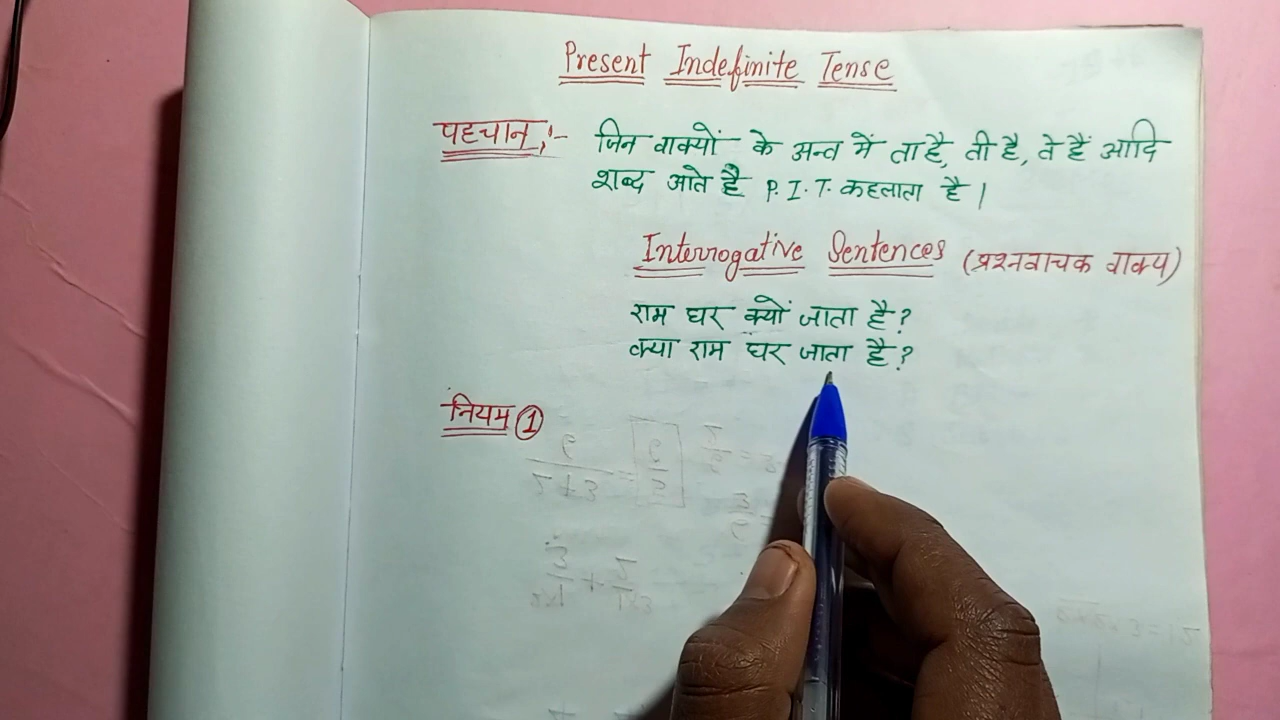 Present Indefinite Tense
पहचान :- जिन वाक्यों के अन्त में ता है, ती है, ते हैं आदि
शब्द आते है P.I.T. कहलाता है।
Interrogative Sentences (प्रश्नवाचक वाक्य)
राम घर क्यों जाता है?
क्या राम घर जाता है?
नियम ①